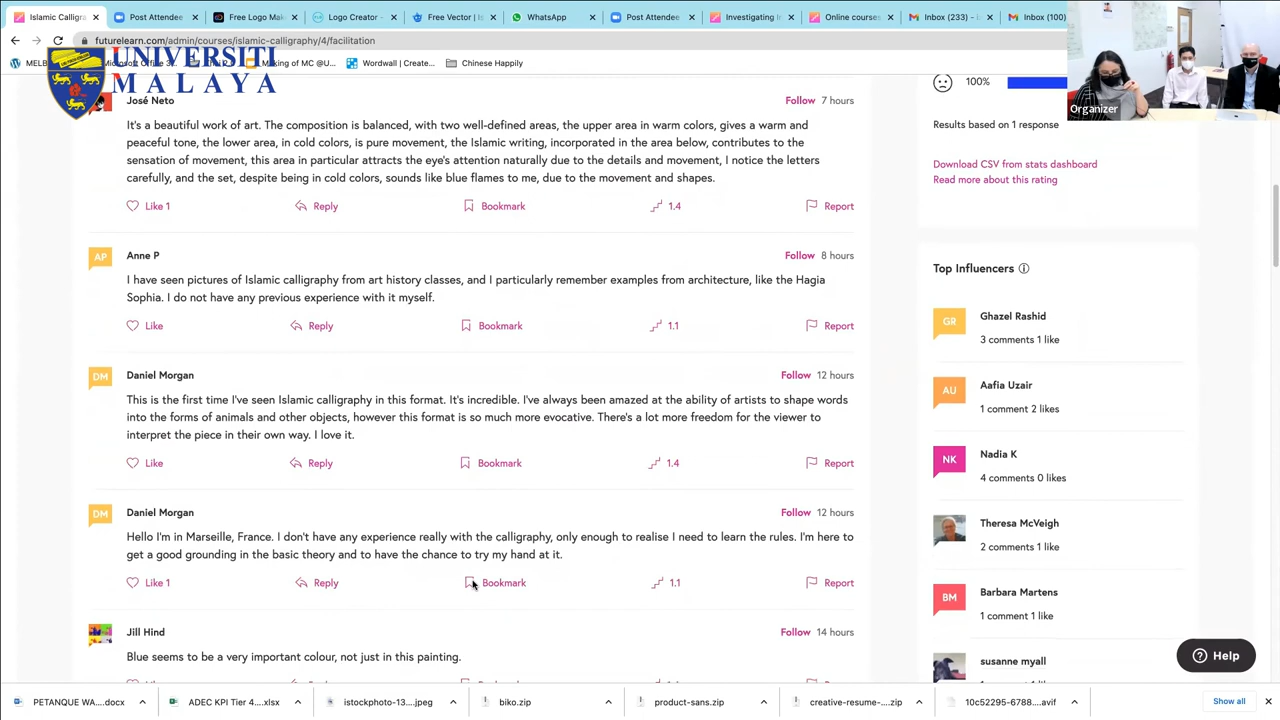 Islamic Calligra
Post Attendee
Free Logo Mak
Logo Creator -
Free Vector | Is
WhatsApp
Post Attendee
Investigating In
Online courses
Inbox (233) -
Inbox (100)
futurelearn.com/admin/courses/islamic-calligraphy/4/facilitation
MELB
Making of MC @U...
Wordwall | Create...
Chinese Happily
UNIVERSITI
MALAYA
Organizer
José Neto
Follow 7 hours
It's a beautiful work of art. The composition is balanced, with two well-defined areas, the upper area in warm colors, gives a warm and
peaceful tone, the lower area, in cold colors, is pure movement, the Islamic writing, incorporated in the area below, contributes to the
sensation of movement, this area in particular attracts the eye's attention naturally due to the details and movement, I notice the letters
carefully, and the set, despite being in cold colors, sounds like blue flames to me, due to the movement and shapes.
Like 1 Reply Bookmark 1.4 Report
AP
Anne P
Follow 8 hours
I have seen pictures of Islamic calligraphy from art history classes, and I particularly remember examples from architecture, like the Hagia
Sophia. I do not have any previous experience with it myself.
Like Reply Bookmark 1.1 Report
DM
Daniel Morgan
Follow 12 hours
This is the first time I've seen Islamic calligraphy in this format. It's incredible. I've always been amazed at the ability of artists to shape words
into the forms of animals and other objects, however this format is so much more evocative. There's a lot more freedom for the viewer to
interpret the piece in their own way. I love it.
Like Reply Bookmark 1.4 Report
DM
Daniel Morgan
Follow 12 hours
Hello I'm in Marseille, France. I don't have any experience really with the calligraphy, only enough to realise I need to learn the rules. I'm here to
get a good grounding in the basic theory and to have the chance to try my hand at it.
Like 1 Reply Bookmark 1.1 Report
Jill Hind
Follow 14 hours
Blue seems to be a very important colour, not just in this painting.
100%
Results based on 1 response
Download CSV from stats dashboard
Read more about this rating
Top Influencers
GR
Ghazel Rashid
3 comments 1 like
AU
Aafia Uzair
1 comment 2 likes
NK
Nadia K
4 comments 0 likes
Theresa McVeigh
2 comments 1 like
BM
Barbara Martens
1 comment 1 like
susanne myall
Help
PETANQUE WA....docx
ADEC KPI Tier 4....xlsx
istockphoto-13....jpeg
biko.zip
product-sans.zip
creative-resume-....zip
10c52295-6788....avif
Show all